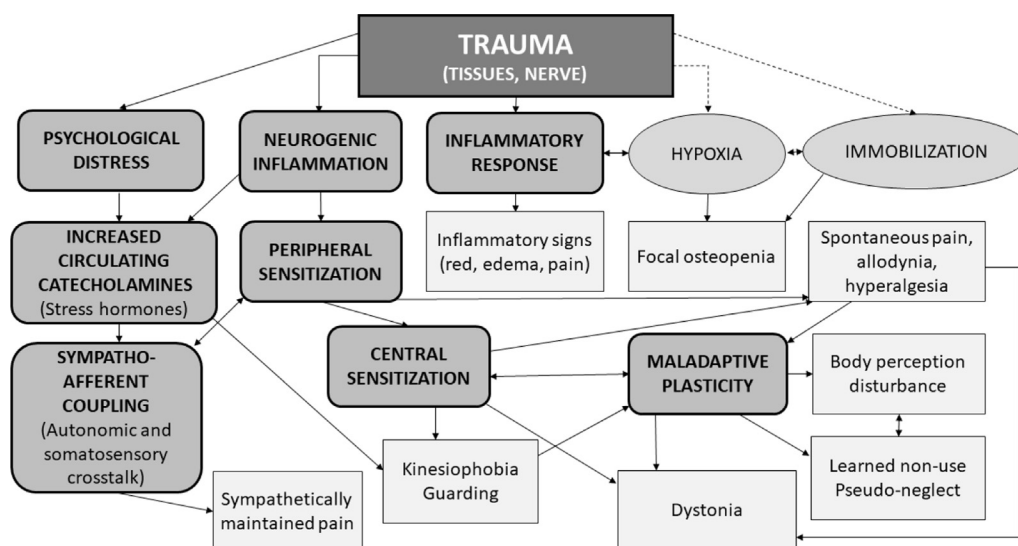 TRAUMA
(TISSUES, NERVE)
PSYCHOLOGICAL
DISTRESS
NEUROGENIC
INFLAMMATION
INFLAMMATORY
RESPONSE
HYPOXIA
IMMOBILIZATION
INCREASED
CIRCULATING
CATECHOLAMINES
(Stress hormones)
PERIPHERAL
SENSITIZATION
Inflammatory signs
(red, edema, pain)
Focal osteopenia
Spontaneous pain,
allodynia,
hyperalgesia
SYMPATHO-
AFFERENT
COUPLING
(Autonomic and
somatosensory
crosstalk)
CENTRAL
SENSITIZATION
MALADAPTIVE
PLASTICITY
Body perception
disturbance
Sympathetically
maintained pain
Kinesiophobia
Guarding
Dystonia
Learned non-use
Pseudo-neglect